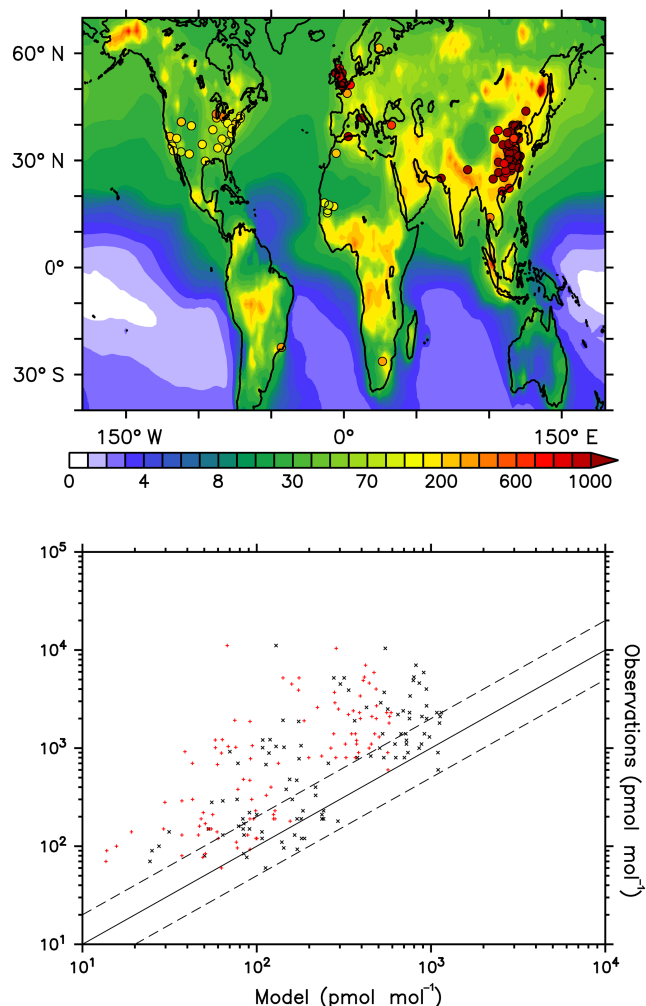 60° N
30° N
0°
30° S
150° W 0° 150° E
0 4 8 30 70 200 600 1000
10⁵
10⁴
10³
10²
10¹
10¹ 10² 10³ 10⁴
Model (pmol mol⁻¹)
Observations (pmol mol⁻¹)